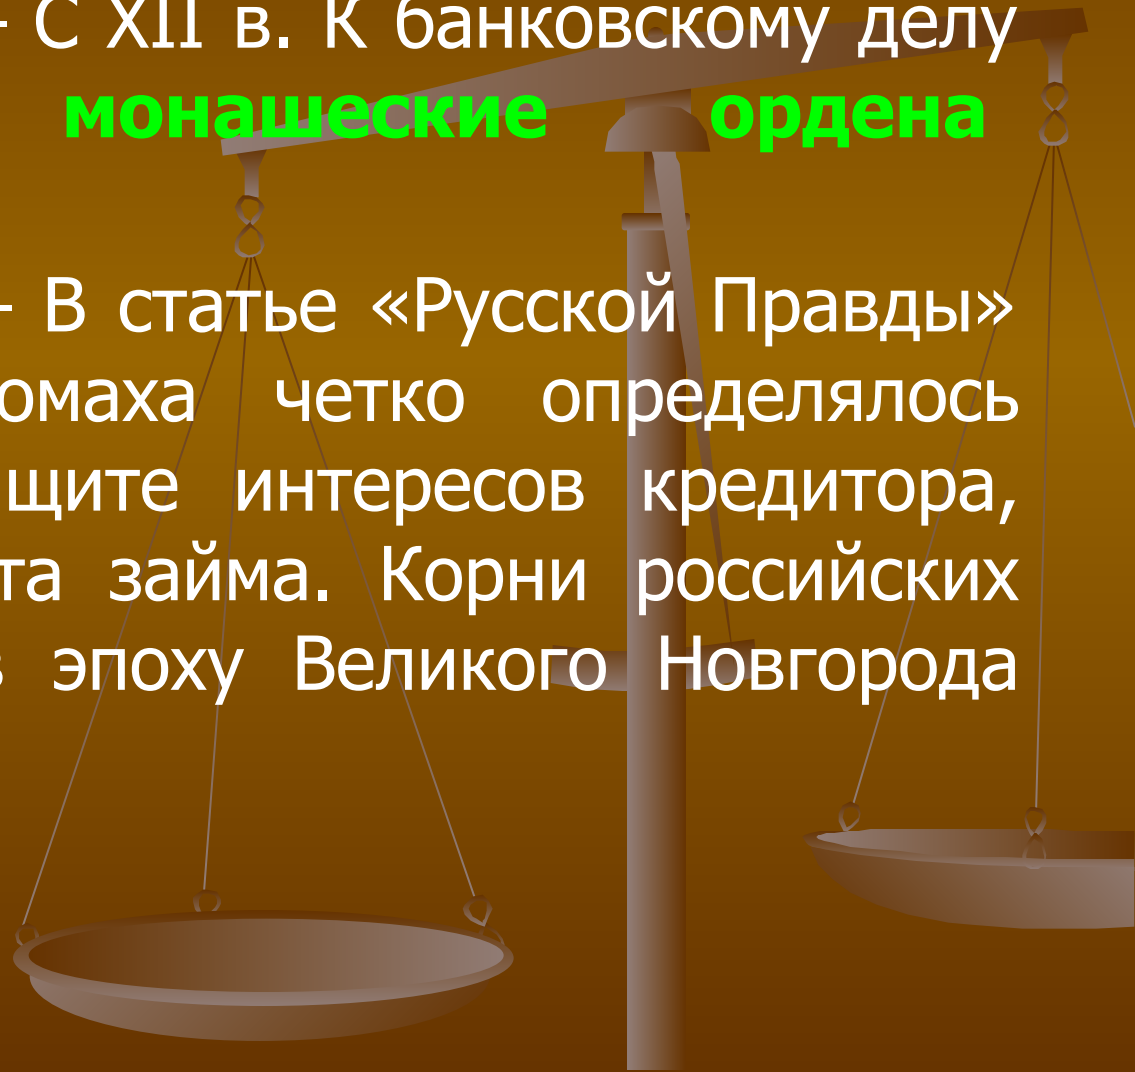 - С XII в. К банковскому делу
монашеские ордена
- В статье «Русской Правды»
омаха четко определялось
щите интересов кредитора,
та займа. Корни российских
в эпоху Великого Новгорода